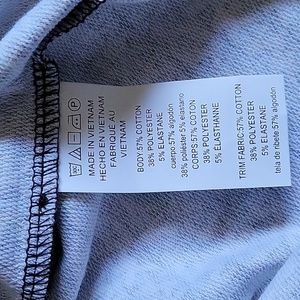 MADE IN VIETNAM
HECHO EN VIETNAM
FABRIQUÉ AU
VIETNAM
BODY:57% COTTON
38% POLYESTER
5% ELASTANE
cuerpo 57% algodón
38% poliéster 5% elastano
CORPS:57% COTON
38% POLYESTER
5% ÉLASTHANNE
TRIM FABRIC:57% COTTON
38% POLYESTER
5% ELASTANE
tela de ribete 57% algodón